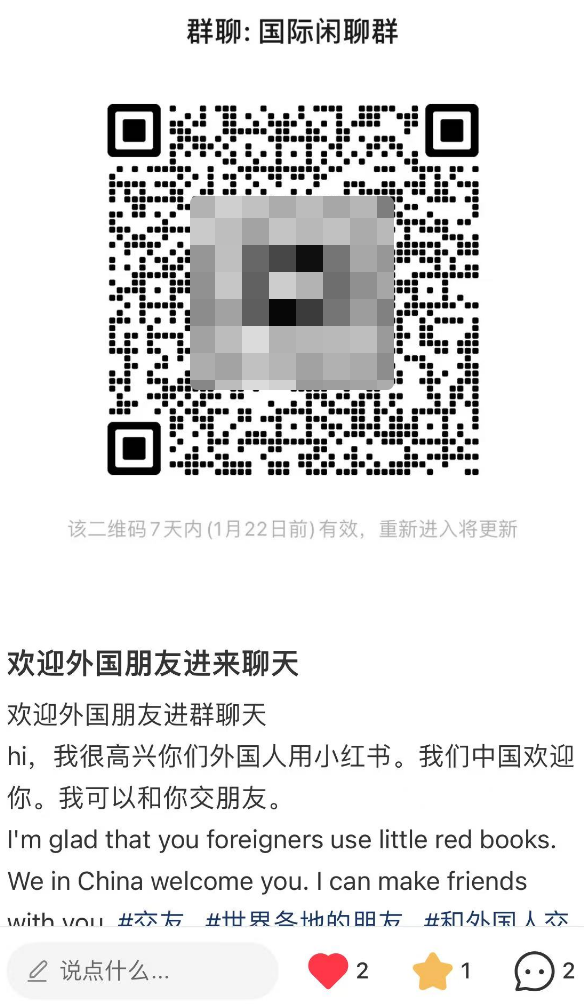 群聊: 国际闲聊群
该二维码7天内(1月22日前)有效，重新进入将更新
欢迎外国朋友进来聊天
欢迎外国朋友进群聊天
hi，我很高兴你们外国人用小红书。我们中国欢迎
你。我可以和你交朋友。
I'm glad that you foreigners use little red books.
We in China welcome you. I can make friends
with you. #交友 #世界各地的朋友 #和外国人交
说点什么... 2 1 2